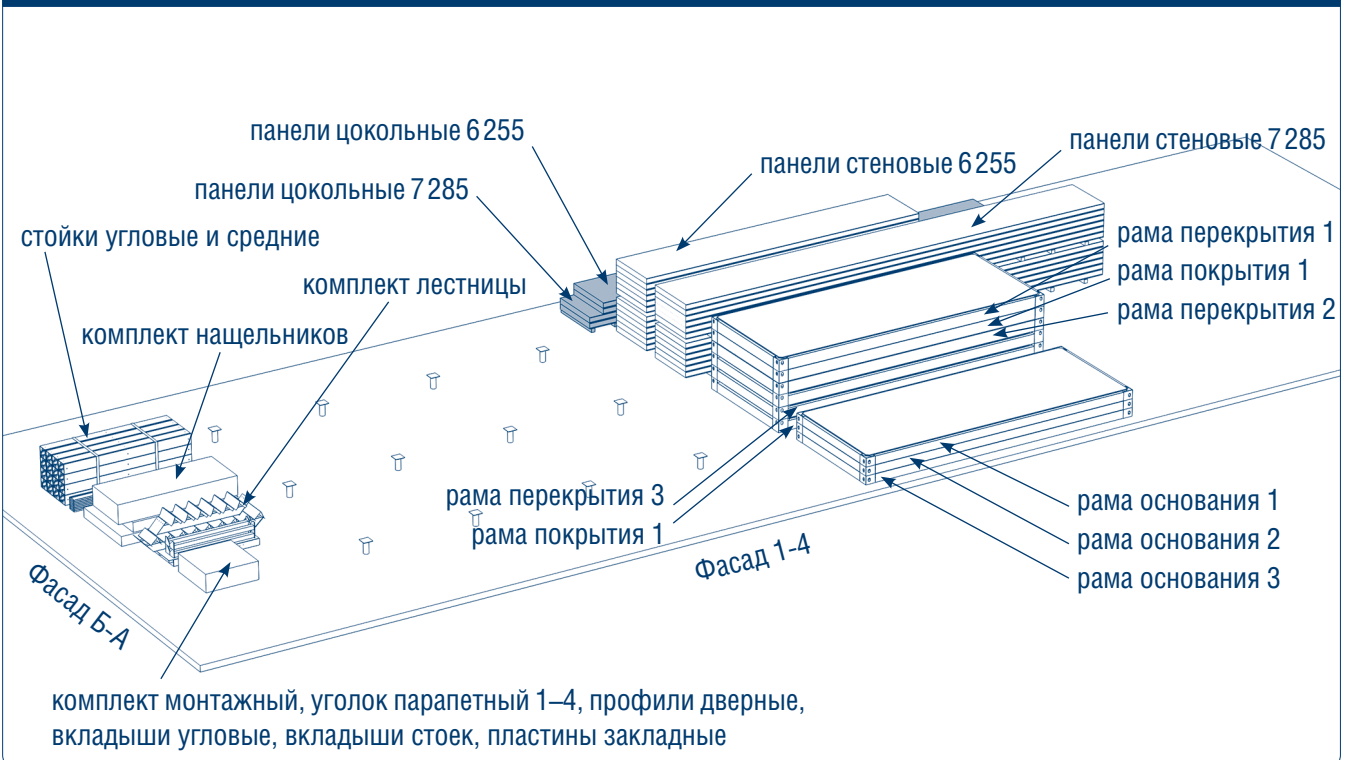 панели цокольные 6 255
панели стеновые 7 285
панели стеновые 6 255
панели цокольные 7 285
стойки угловые и средние
рама перекрытия 1
рама покрытия 1
комплект лестницы
рама перекрытия 2
комплект нащельников
рама перекрытия 3
рама основания 1
рама покрытия 1
рама основания 2
Фасад 1-4
рама основания 3
Фасад Б-А
комплект монтажный, уголок парапетный 1–4, профили дверные,
вкладыши угловые, вкладыши стоек, пластины закладные